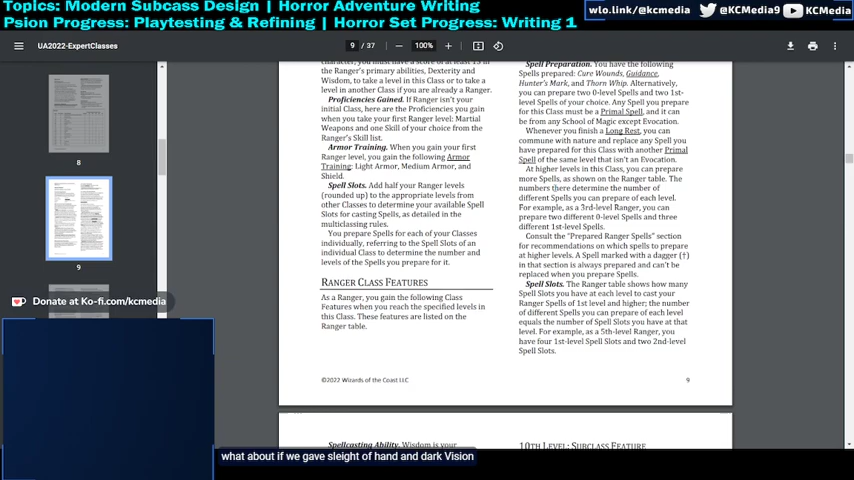 Topics: Modern Subcass Design | Horror Adventure Writing
Psion Progress: Playtesting & Refining | Horror Set Progress: Writing 1
wlo.link/@kcmedia
@KCMedia9
KCMedia
UA2022-ExpertClasses
9 / 37
100%
8
9
Donate at Ko-fi.com/kcmedia
character, you must have a score of at least 13 in
the Ranger's primary abilities, Dexterity and
Wisdom, to take a level in this Class or to take a
level in another Class if you are already a Ranger.
Proficiencies Gained. If Ranger isn't your
initial Class, here are the Proficiencies you gain
when you take your first Ranger level: Martial
Weapons and one Skill of your choice from the
Ranger's Skill list.
Armor Training. When you gain your first
Ranger level, you gain the following Armor
Training: Light Armor, Medium Armor, and
Shield.
Spell Slots. Add half your Ranger levels
(rounded up) to the appropriate levels from
other Classes to determine your available Spell
Slots for casting Spells, as detailed in the
multiclassing rules.
You prepare Spells for each of your Classes
individually, referring to the Spell Slots of an
individual Class to determine the number and
levels of the Spells you prepare for it.
RANGER CLASS FEATURES
As a Ranger, you gain the following Class
Features when you reach the specified levels in
this Class. These features are listed on the
Ranger table.
Spell Preparation. You have the following
Spells prepared: Cure Wounds, Guidance,
Hunter's Mark, and Thorn Whip. Alternatively,
you can prepare two 0-level Spells and two 1st-
level Spells of your choice. Any Spell you prepare
for this Class must be a Primal Spell, and it can
be from any School of Magic except Evocation.
Whenever you finish a Long Rest, you can
commune with nature and replace any Spell you
have prepared for this Class with another Primal
Spell of the same level that isn't an Evocation.
At higher levels in this Class, you can prepare
more Spells, as shown on the Ranger table. The
numbers there determine the number of
different Spells you can prepare of each level.
For example, as a 3rd-level Ranger, you can
prepare two different 0-level Spells and three
different 1st-level Spells.
Consult the "Prepared Ranger Spells" section
for recommendations on which spells to prepare
at higher levels. A Spell marked with a dagger (†)
in that section is always prepared and can't be
replaced when you prepare Spells.
Spell Slots. The Ranger table shows how many
Spell Slots you have at each level to cast your
Ranger Spells of 1st level and higher; the number
of different Spells you can prepare of each level
equals the number of Spell Slots you have at that
level. For example, as a 5th-level Ranger, you
have four 1st-level Spell Slots and two 2nd-level
Spell Slots.
©2022 Wizards of the Coast LLC
9
Spellcasting Ability. Wisdom is your
10TH LEVEL: SUBCLASS FEATURE
what about if we gave sleight of hand and dark Vision